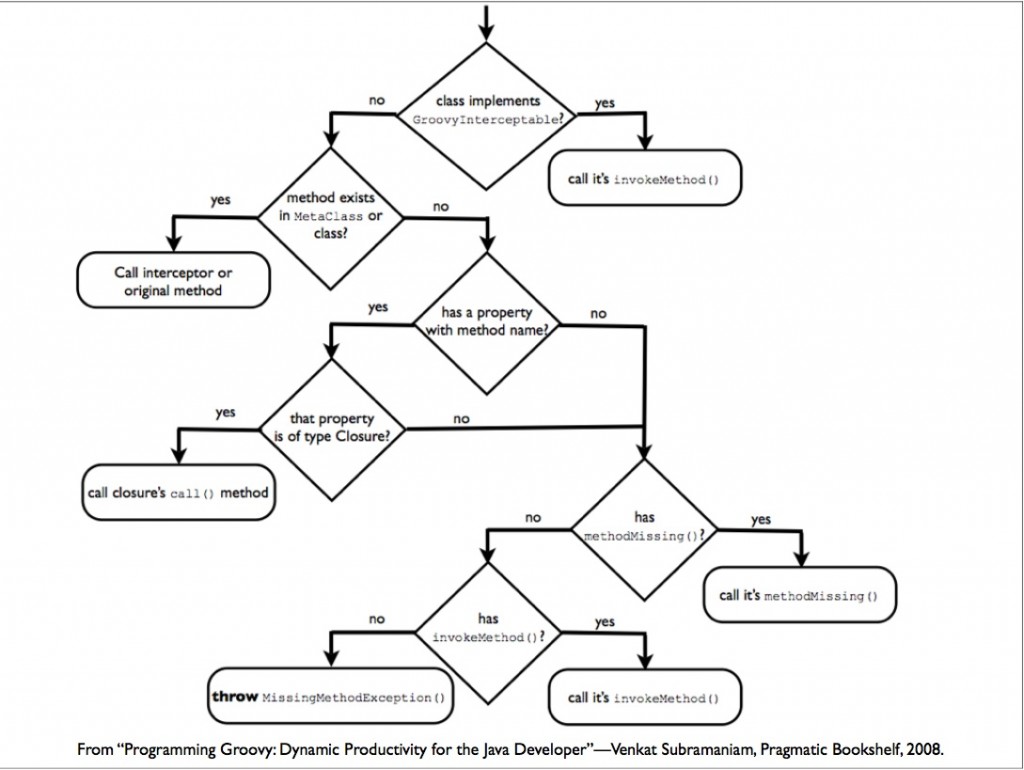 class implements
GroovyInterceptable?
no
yes
call it's invokeMethod()
method exists
in MetaClass or
class?
yes
no
Call interceptor or
original method
has a property
with method name?
yes
no
that property
is of type Closure?
yes
no
call closure's call() method
has
methodMissing()?
no
yes
call it's methodMissing()
has
invokeMethod()?
no
yes
throw MissingMethodException()
call it's invokeMethod()
From “Programming Groovy: Dynamic Productivity for the Java Developer”—Venkat Subramaniam, Pragmatic Bookshelf, 2008.